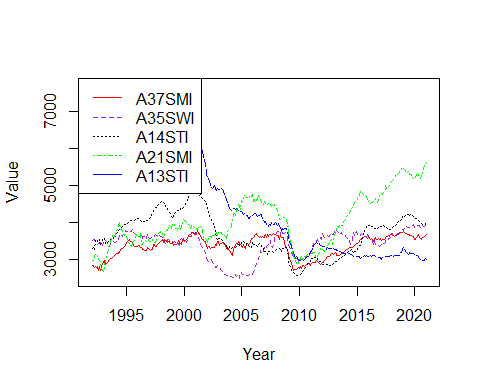 A37SMI
A35SWI
A14STI
A21SMI
A13STI
7000
5000
3000
Value
1995
2000
2005
2010
2015
2020
Year